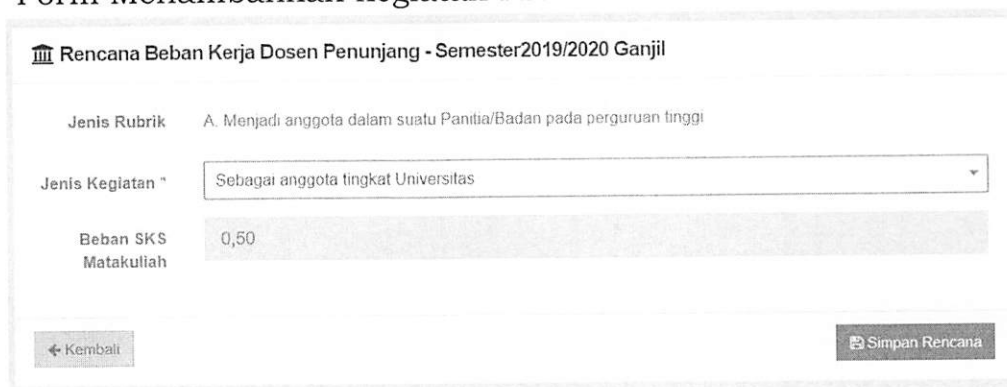 Rencana Beban Kerja Dosen Penunjang - Semester2019/2020 Ganjil
Jenis Rubrik A. Menjadi anggota dalam suatu Panitia/Badan pada perguruan tinggi
Jenis Kegiatan * Sebagai anggota tingkat Universitas
Beban SKS Matakuliah 0,50
Kembali Simpan Rencana